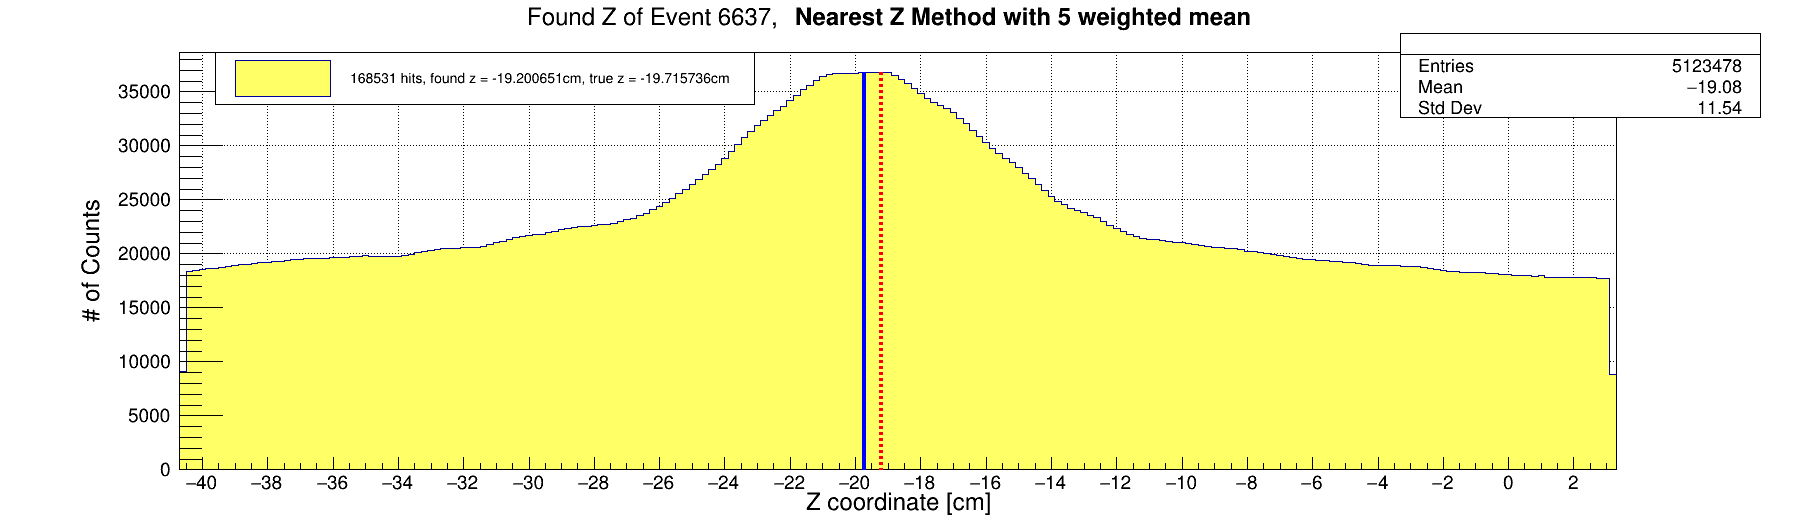 Found Z of Event 6637, Nearest Z Method with 5 weighted mean
168531 hits, found z = -19.200651cm, true z = -19.715736cm
Entries 5123478
Mean −19.08
Std Dev 11.54
# of Counts
35000
30000
25000
20000
15000
10000
5000
0
−40 −38 −36 −34 −32 −30 −28 −26 −24 −22 −20 −18 −16 −14 −12 −10 −8 −6 −4 −2 0 2
Z coordinate [cm]